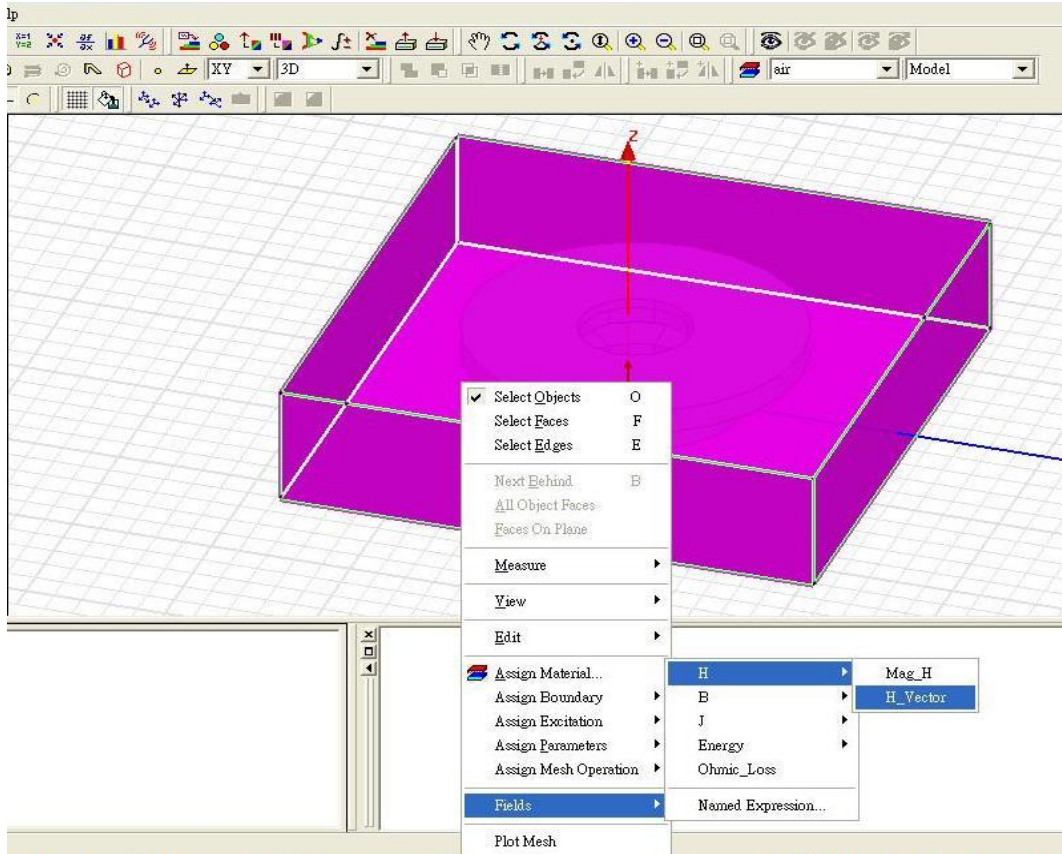 lp
X=1
Y=2
∂F
∂X
XY
3D
air
Model
Z
Select Objects O
Select Faces F
Select Edges E
Next Behind B
All Object Faces
Faces On Plane
Measure
View
Edit
Assign Material...
Assign Boundary
Assign Excitation
Assign Parameters
Assign Mesh Operation
Fields
Plot Mesh
H
B
J
Energy
Ohmic_Loss
Named Expression...
Mag_H
H_Vector